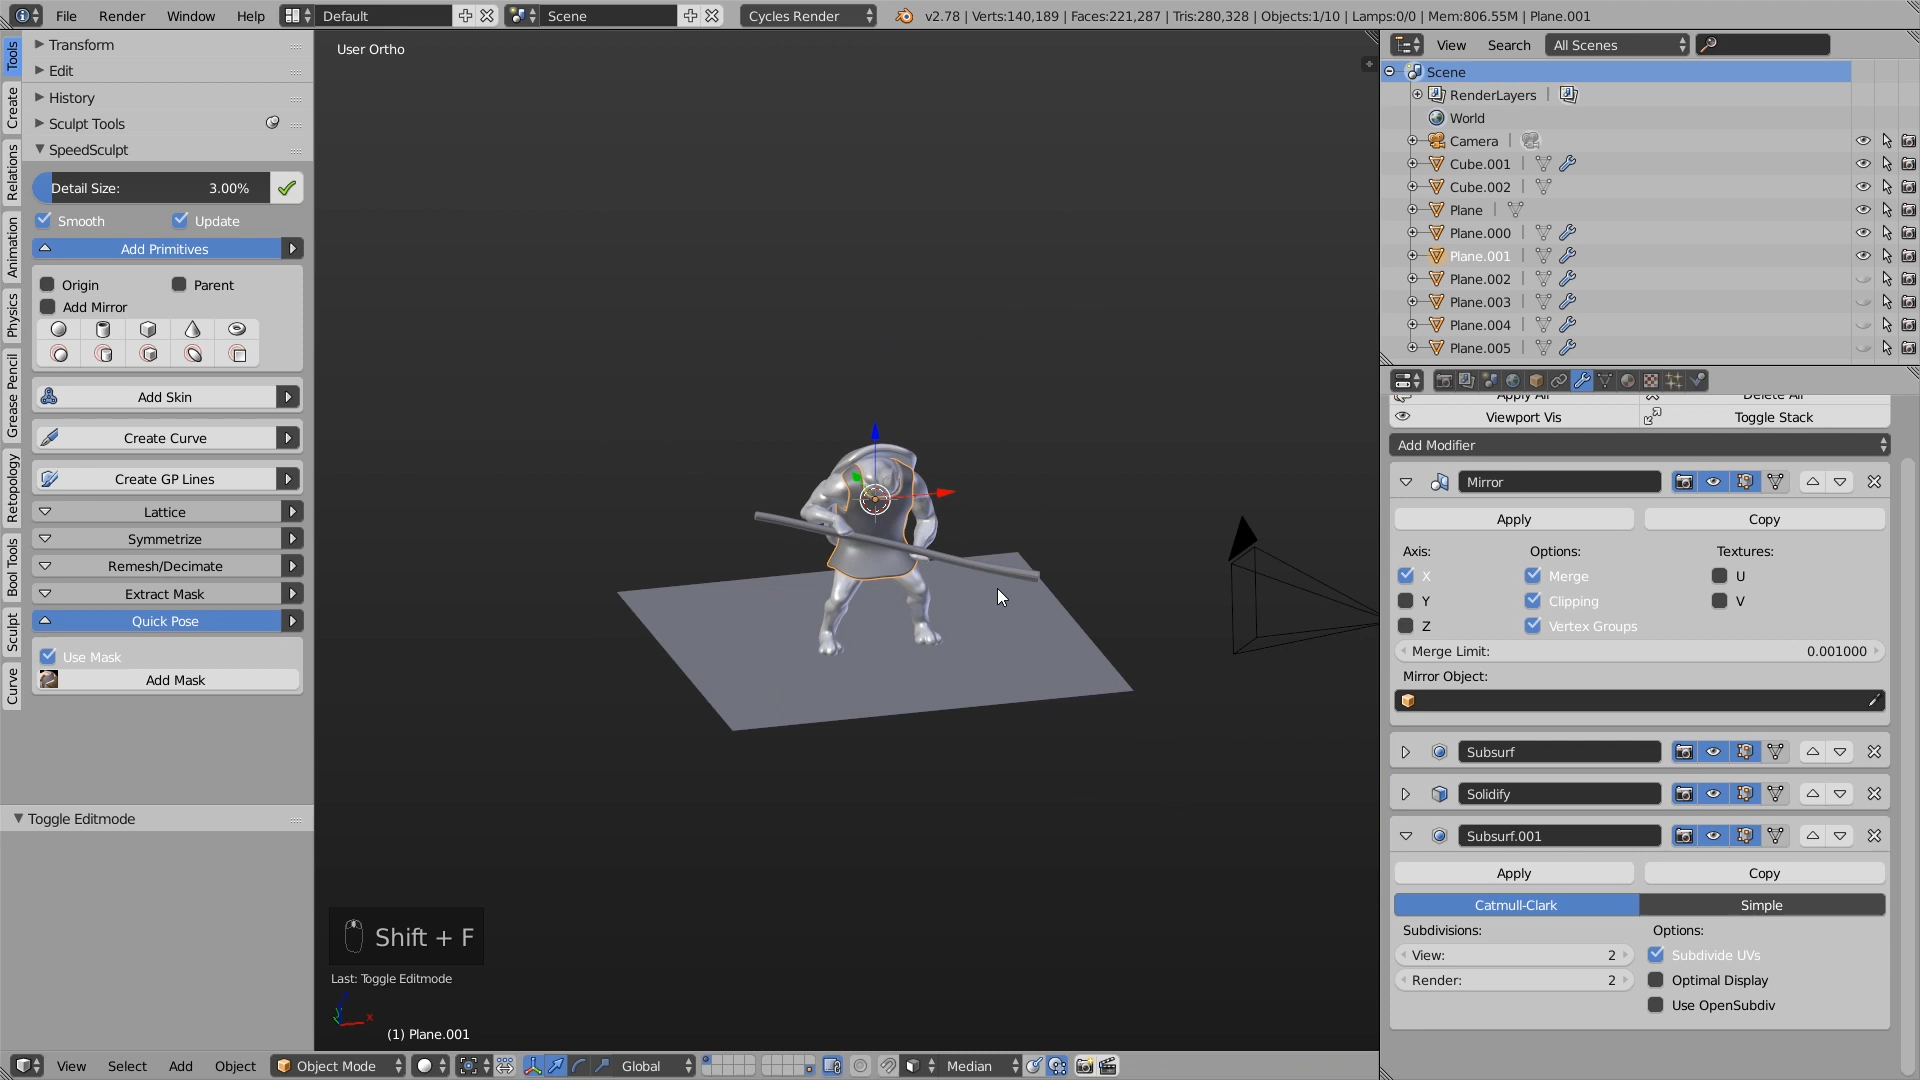 File Render Window Help Default Scene Cycles Render v2.78 | Verts:140,189 | Faces:221,287 | Tris:280,328 | Objects:1/10 | Lamps:0/0 | Mem:806.55M | Plane.001
Tools
Create
Relations
Animation
Physics
Grease Pencil
Retopology
Bool Tools
Sculpt
Curve
Transform
Edit
History
Sculpt Tools
SpeedSculpt
Detail Size: 3.00%
Smooth Update
Add Primitives
Origin Parent
Add Mirror
Add Skin
Create Curve
Create GP Lines
Lattice
Symmetrize
Remesh/Decimate
Extract Mask
Quick Pose
Use Mask
Add Mask
Toggle Editmode
User Ortho
Shift + F
Last: Toggle Editmode
x
(1) Plane.001
View Select Add Object Object Mode Global Median
View Search All Scenes
Scene
RenderLayers |
World
Camera |
Cube.001 |
Cube.002 |
Plane |
Plane.000 |
Plane.001 |
Plane.002 |
Plane.003 |
Plane.004 |
Plane.005 |
Apply All Delete All
Viewport Vis Toggle Stack
Add Modifier
Mirror
Apply Copy
Axis: Options: Textures:
X Merge U
Y Clipping V
Z Vertex Groups
Merge Limit: 0.001000
Mirror Object:
Subsurf
Solidify
Subsurf.001
Apply Copy
Catmull-Clark Simple
Subdivisions: Options:
View: 2 Subdivide UVs
Render: 2 Optimal Display
Use OpenSubdiv